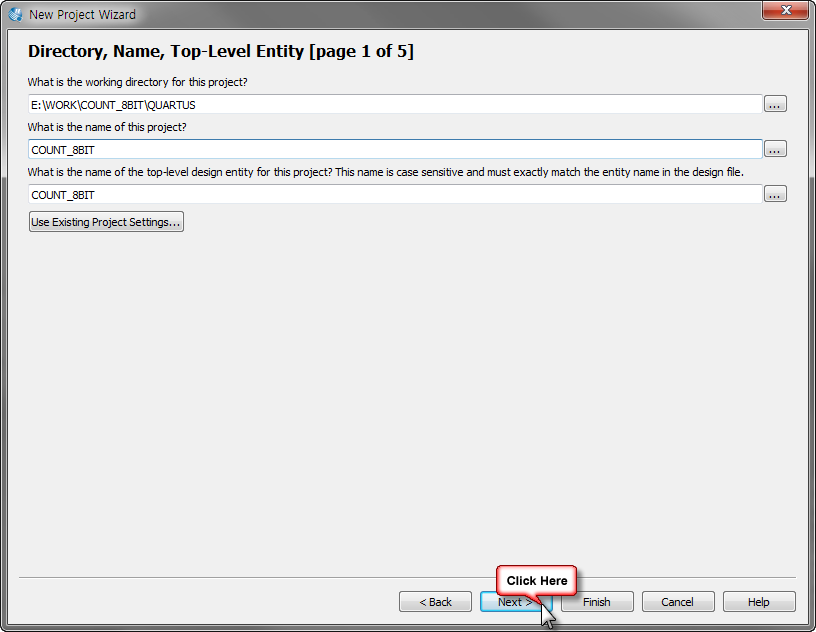 New Project Wizard
Directory, Name, Top-Level Entity [page 1 of 5]
What is the working directory for this project?
E:\WORK\COUNT_8BIT\QUARTUS
...
What is the name of this project?
COUNT_8BIT
...
What is the name of the top-level design entity for this project? This name is case sensitive and must exactly match the entity name in the design file.
COUNT_8BIT
...
Use Existing Project Settings...
Click Here
< Back
Next >
Finish
Cancel
Help